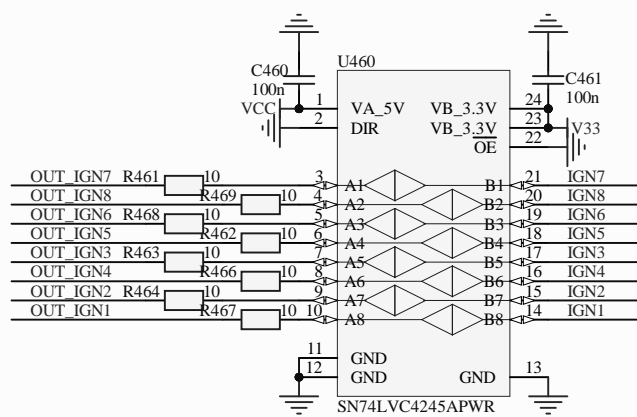 U460
C460
100n
C461
100n
VCC
1 VA_5V VB_3.3V 24
2 DIR VB_3.3V 23 V33
OE 22
OUT_IGN7 R461 10 3 A1 B1 21 IGN7
OUT_IGN8 R469 10 4 A2 B2 20 IGN8
OUT_IGN6 R468 10 5 A3 B3 19 IGN6
OUT_IGN5 R462 10 6 A4 B4 18 IGN5
OUT_IGN3 R463 10 7 A5 B5 17 IGN3
OUT_IGN4 R466 10 8 A6 B6 16 IGN4
OUT_IGN2 R464 10 9 A7 B7 15 IGN2
OUT_IGN1 R467 10 10 A8 B8 14 IGN1
11 GND
12 GND GND 13
SN74LVC4245APWR